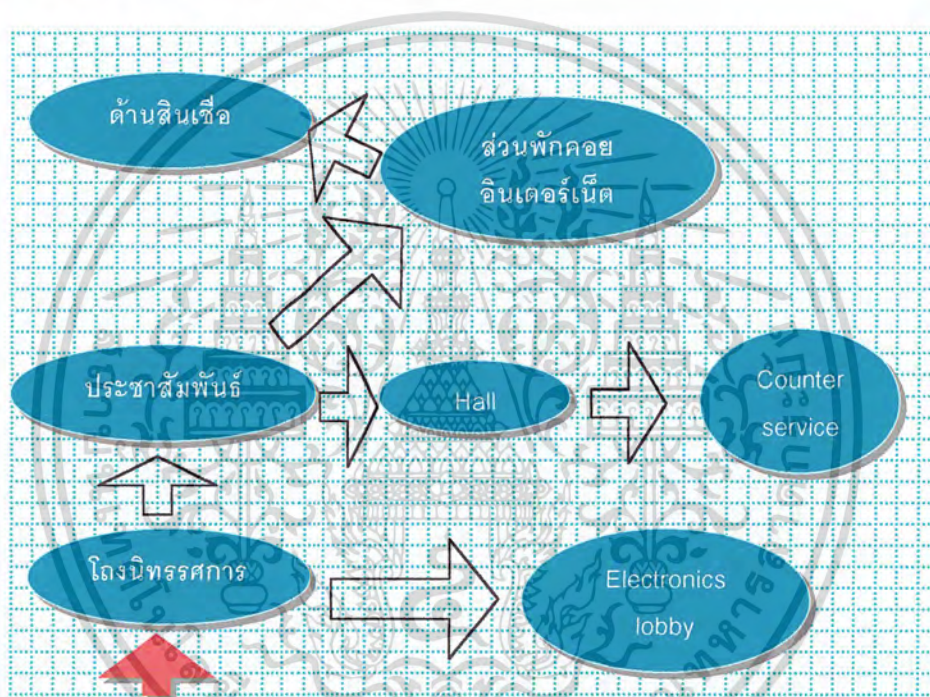 ด้านสินเชื่อ
ส่วนพักคอย
อินเตอร์เน็ต
ประชาสัมพันธ์
Hall
Counter
service
โถงนิทรรศการ
Electronics
lobby